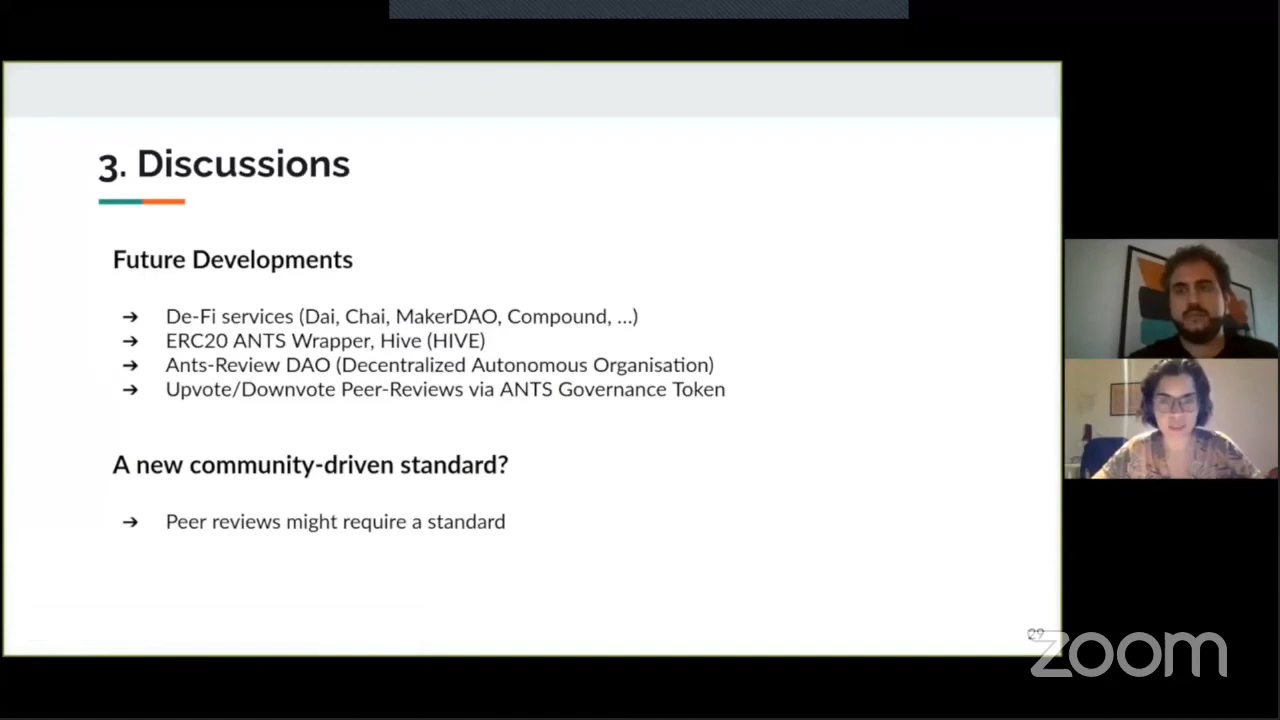 3. Discussions
Future Developments
➔ De-Fi services (Dai, Chai, MakerDAO, Compound, ...)
➔ ERC20 ANTS Wrapper, Hive (HIVE)
➔ Ants-Review DAO (Decentralized Autonomous Organisation)
➔ Upvote/Downvote Peer-Reviews via ANTS Governance Token
A new community-driven standard?
➔ Peer reviews might require a standard
29
zoom